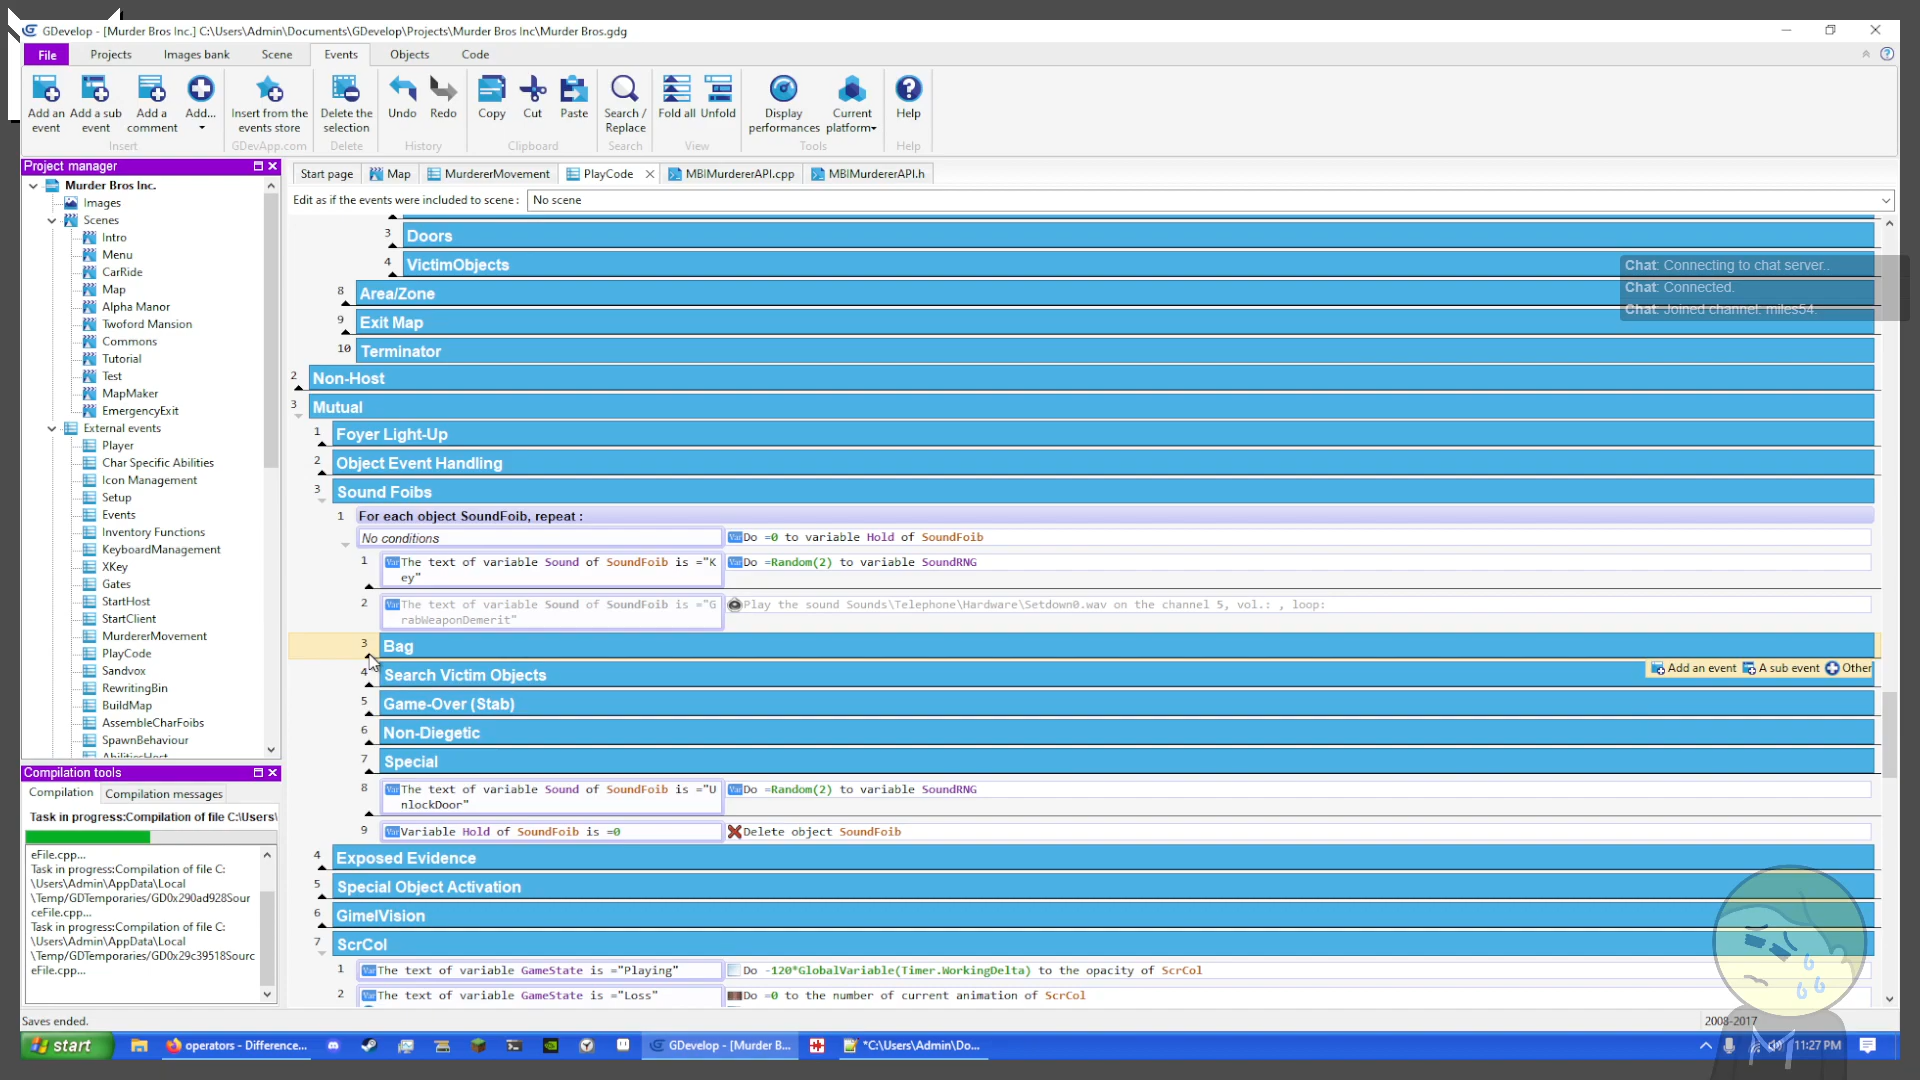 GDevelop - [Murder Bros Inc.] C:\Users\Admin\Documents\GDevelop\Projects\Murder Bros Inc\Murder Bros.gdg
File Projects Images bank Scene Events Objects Code
Add an event Add a sub event Add a comment Add... Insert from the events store Delete the selection Undo Redo Copy Cut Paste Search / Replace Fold all Unfold Display performances Current platform Help
Insert GDevApp.com Delete History Clipboard Search View Tools Help
Project manager
Murder Bros Inc.
Images
Scenes
Intro
Menu
CarRide
Map
Alpha Manor
Twoford Mansion
Commons
Tutorial
Test
MapMaker
EmergencyExit
External events
Player
Char Specific Abilities
Icon Management
Setup
Events
Inventory Functions
KeyboardManagement
XKey
Gates
StartHost
StartClient
MurdererMovement
PlayCode
Sandvox
RewritingBin
BuildMap
AssembleCharFoibs
SpawnBehaviour
AbilitiesHost
Compilation tools
Compilation Compilation messages
Task in progress:Compilation of file C:\Users\
eFile.cpp...
Task in progress:Compilation of file C:
\Users\Admin\AppData\Local
\Temp/GDTemporaries/GD0x290ad928Sour
ceFile.cpp...
Task in progress:Compilation of file C:
\Users\Admin\AppData\Local
\Temp/GDTemporaries/GD0x29c39518Sourc
eFile.cpp...
Start page Map MurdererMovement PlayCode MBIMurdererAPI.cpp MBIMurdererAPI.h
Edit as if the events were included to scene : No scene
3 Doors
4 VictimObjects
8 Area/Zone
9 Exit Map
10 Terminator
2 Non-Host
3 Mutual
1 Foyer Light-Up
2 Object Event Handling
3 Sound Foibs
1 For each object SoundFoib, repeat :
No conditions Do =0 to variable Hold of SoundFoib
1 The text of variable Sound of SoundFoib is ="K Do =Random(2) to variable SoundRNG
ey"
2 The text of variable Sound of SoundFoib is ="G Play the sound Sounds\Telephone\Hardware\Setdown0.wav on the channel 5, vol.: , loop:
rabWeaponDemerit"
3 Bag
Add an event A sub event Other
4 Search Victim Objects
5 Game-Over (Stab)
6 Non-Diegetic
7 Special
8 The text of variable Sound of SoundFoib is ="U Do =Random(2) to variable SoundRNG
nlockDoor"
9 Variable Hold of SoundFoib is =0 Delete object SoundFoib
4 Exposed Evidence
5 Special Object Activation
6 GimelVision
7 ScrCol
1 The text of variable GameState is ="Playing" Do -120*GlobalVariable(Timer.WorkingDelta) to the opacity of ScrCol
2 The text of variable GameState is ="Loss" Do =0 to the number of current animation of ScrCol
Chat: Connecting to chat server..
Chat: Connected.
Chat: Joined channel: miles54.
Saves ended. 2008-2017
start operators - Difference... GDevelop - [Murder B... *C:\Users\Admin\Do... 11:27 PM